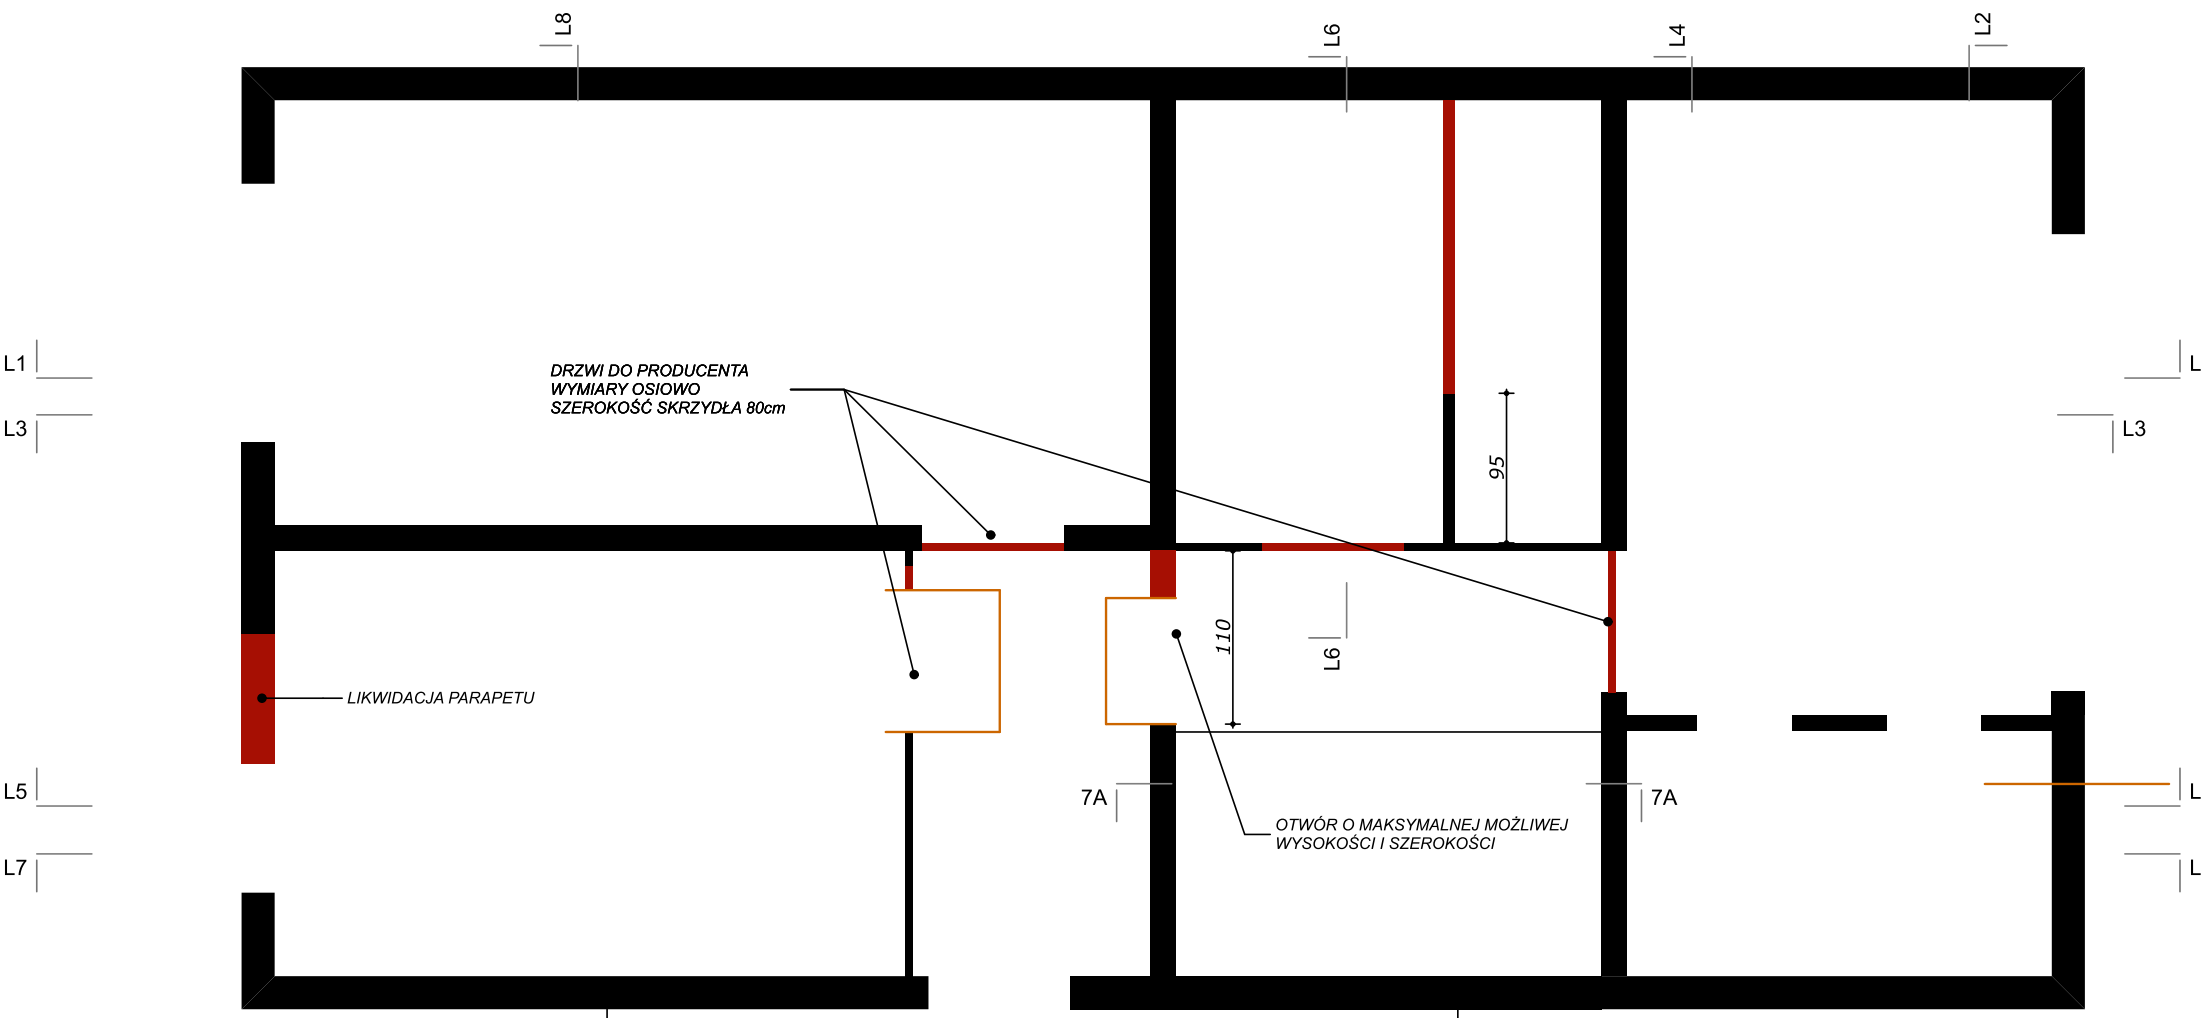 L8
L6
L4
L2
L1
L
L3
L3
DRZWI DO PRODUCENTA
WYMIARY OSIOWO
SZEROKOŚĆ SKRZYDŁA 80cm
95
110
L6
LIKWIDACJA PARAPETU
L5
L
7A
7A
OTWÓR O MAKSYMALNEJ MOŻLIWEJ
WYSOKOŚCI I SZEROKOŚCI
L7
L